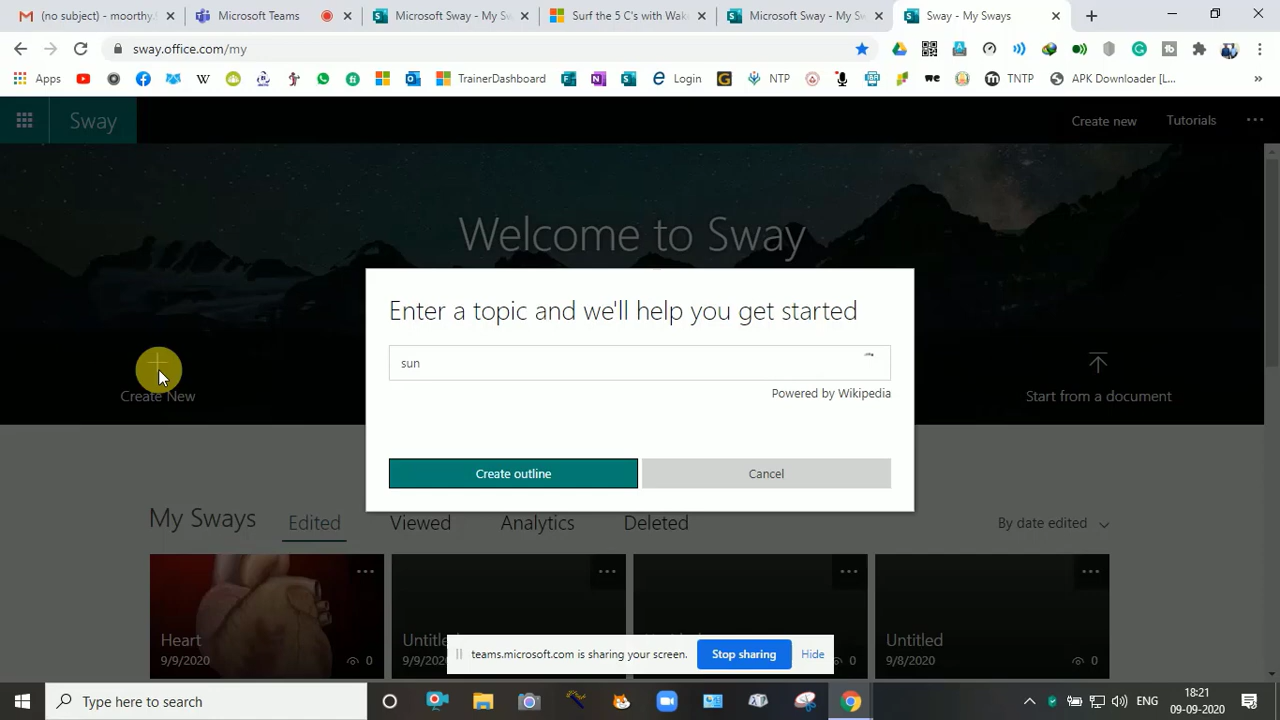 (no subject) - moorthy.
Microsoft Teams
Microsoft Sway - My Sw
Surf the 5 C's with Wak
Microsoft Sway - My Sw
Sway - My Sways
sway.office.com/my
Apps
TrainerDashboard
Login
NTP
TNTP
APK Downloader [L...
Sway
Create new
Tutorials
Welcome to Sway
Enter a topic and we'll help you get started
sun
Powered by Wikipedia
Create New
Start from a document
Create outline
Cancel
My Sways
Edited
Viewed
Analytics
Deleted
By date edited
Heart
9/9/2020
0
Untitled
9/9/2020
0
Untitled
9/8/2020
0
teams.microsoft.com is sharing your screen.
Stop sharing
Hide
Type here to search
ENG
18:21
09-09-2020